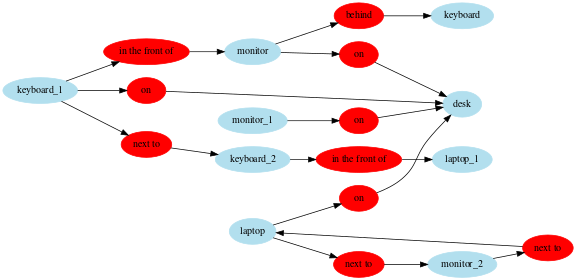 behind
keyboard
in the front of
monitor
on
keyboard_1
on
desk
monitor_1
on
next to
keyboard_2
in the front of
laptop_1
on
laptop
next to
next to
monitor_2